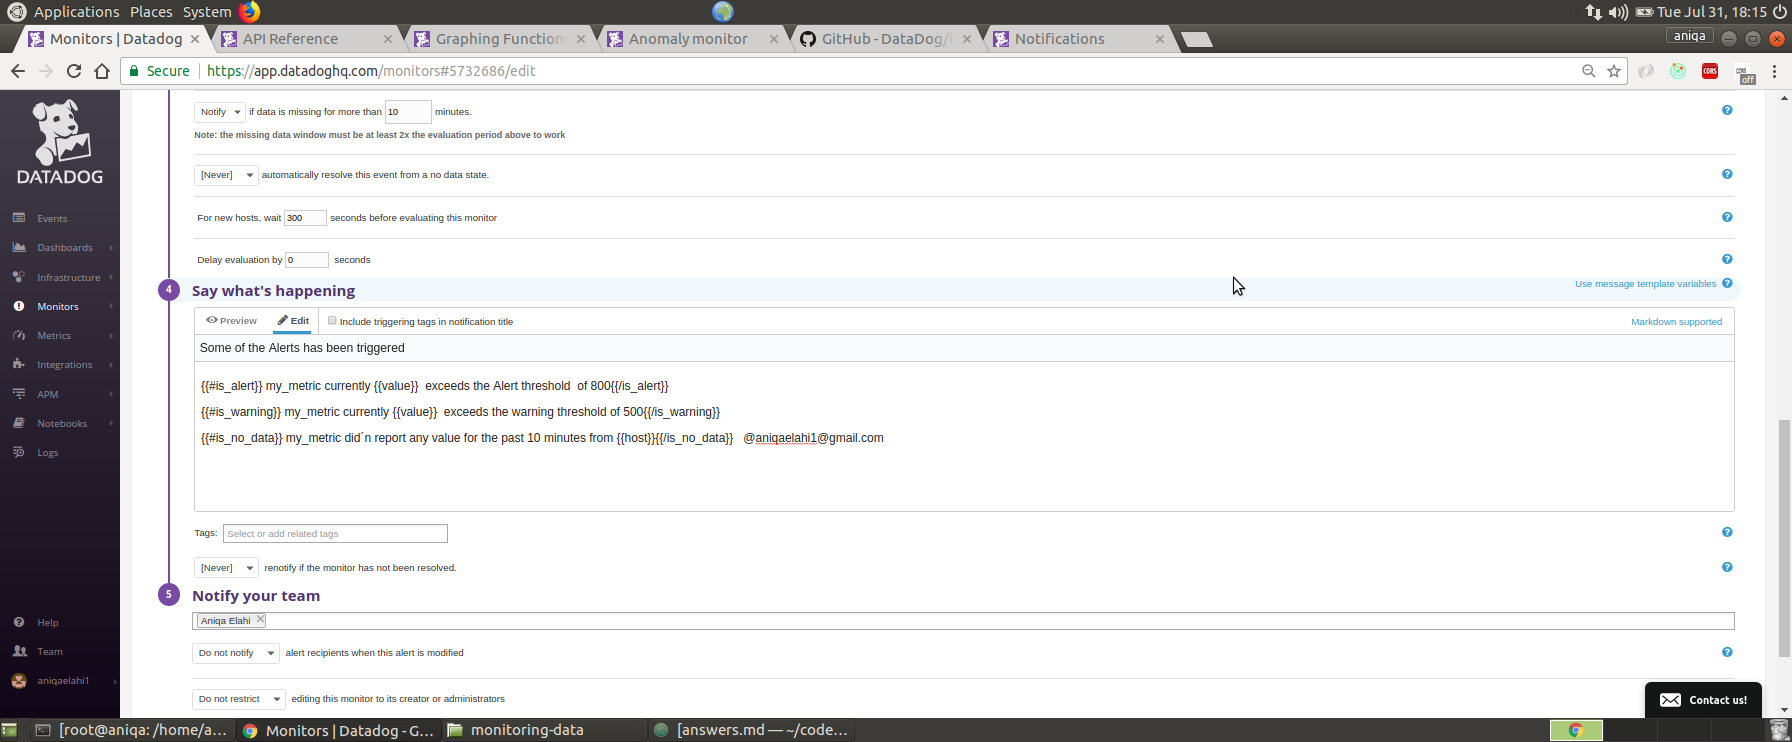 Applications Places System Tue Jul 31, 18:15
Monitors | Datadog API Reference Graphing Function Anomaly monitor GitHub - DataDog/ Notifications aniqa
Secure https://app.datadoghq.com/monitors#5732686/edit CORS off
DATADOG
Events
Dashboards
Infrastructure
Monitors
Metrics
Integrations
APM
Notebooks
Logs
Help
Team
aniqaelahi1
Notify if data is missing for more than 10 minutes.
Note: the missing data window must be at least 2x the evaluation period above to work
[Never] automatically resolve this event from a no data state.
For new hosts, wait 300 seconds before evaluating this monitor
Delay evaluation by 0 seconds
4 Say what's happening Use message template variables
Preview Edit Include triggering tags in notification title Markdown supported
Some of the Alerts has been triggered
{{#is_alert}} my_metric currently {{value}}  exceeds the Alert threshold  of 800{{/is_alert}}
{{#is_warning}} my_metric currently {{value}}  exceeds the warning threshold of 500{{/is_warning}}
{{#is_no_data}} my_metric did´n report any value for the past 10 minutes from {{host}}{{/is_no_data}}   @aniqaelahi1@gmail.com
Tags: Select or add related tags
[Never] renotify if the monitor has not been resolved.
5 Notify your team
Aniqa Elahi
Do not notify alert recipients when this alert is modified
Do not restrict editing this monitor to its creator or administrators
Contact us!
[root@aniqa: /home/a... Monitors | Datadog - G... monitoring-data [answers.md — ~/code...